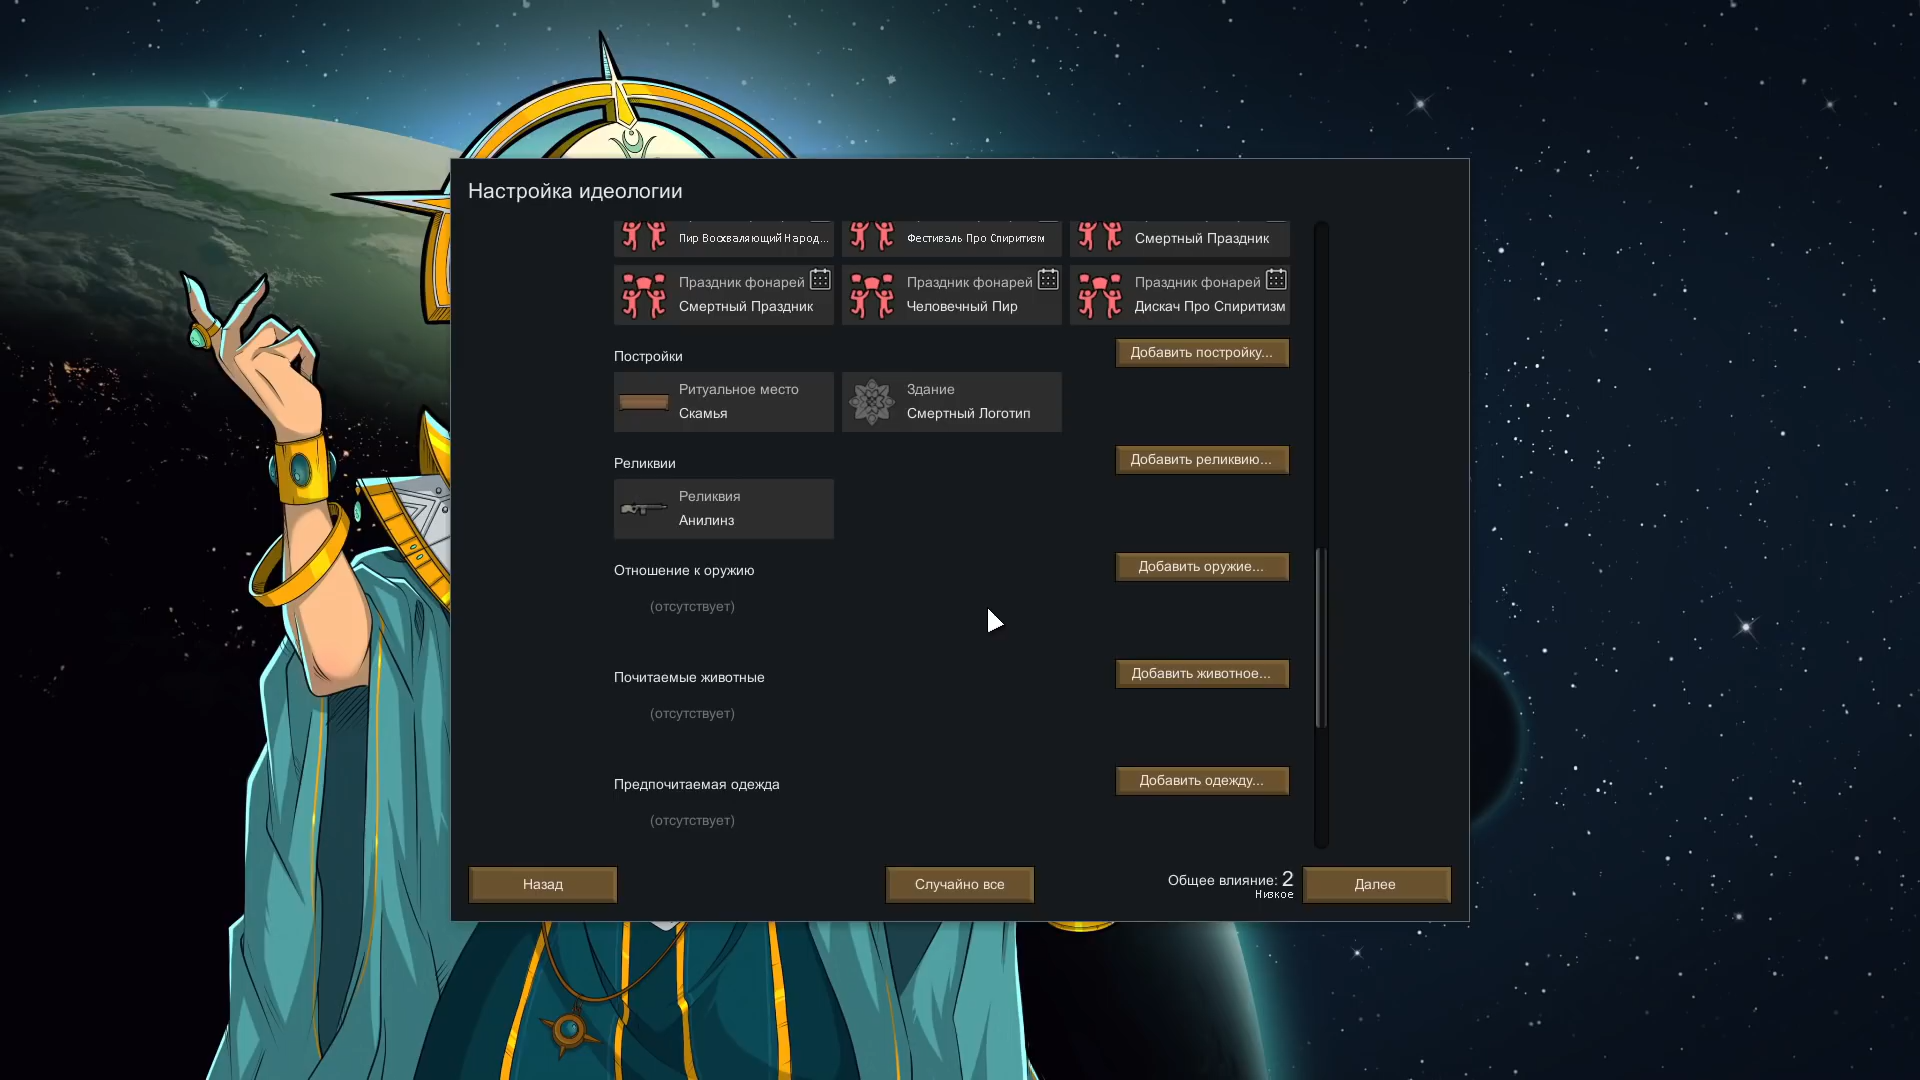 Настройка идеологии
Пир Восхваляющий Народ...
Фестиваль Про Спиритизм
Смертный Праздник
Праздник фонарей
Смертный Праздник
Праздник фонарей
Человечный Пир
Праздник фонарей
Дискач Про Спиритизм
Постройки
Добавить постройку...
Ритуальное место
Скамья
Здание
Смертный Логотип
Реликвии
Добавить реликвию...
Реликвия
Анилинз
Отношение к оружию
Добавить оружие...
(отсутствует)
Почитаемые животные
Добавить животное...
(отсутствует)
Предпочитаемая одежда
Добавить одежду...
(отсутствует)
Назад
Случайно все
Общее влияние: 2
Низкое
Далее